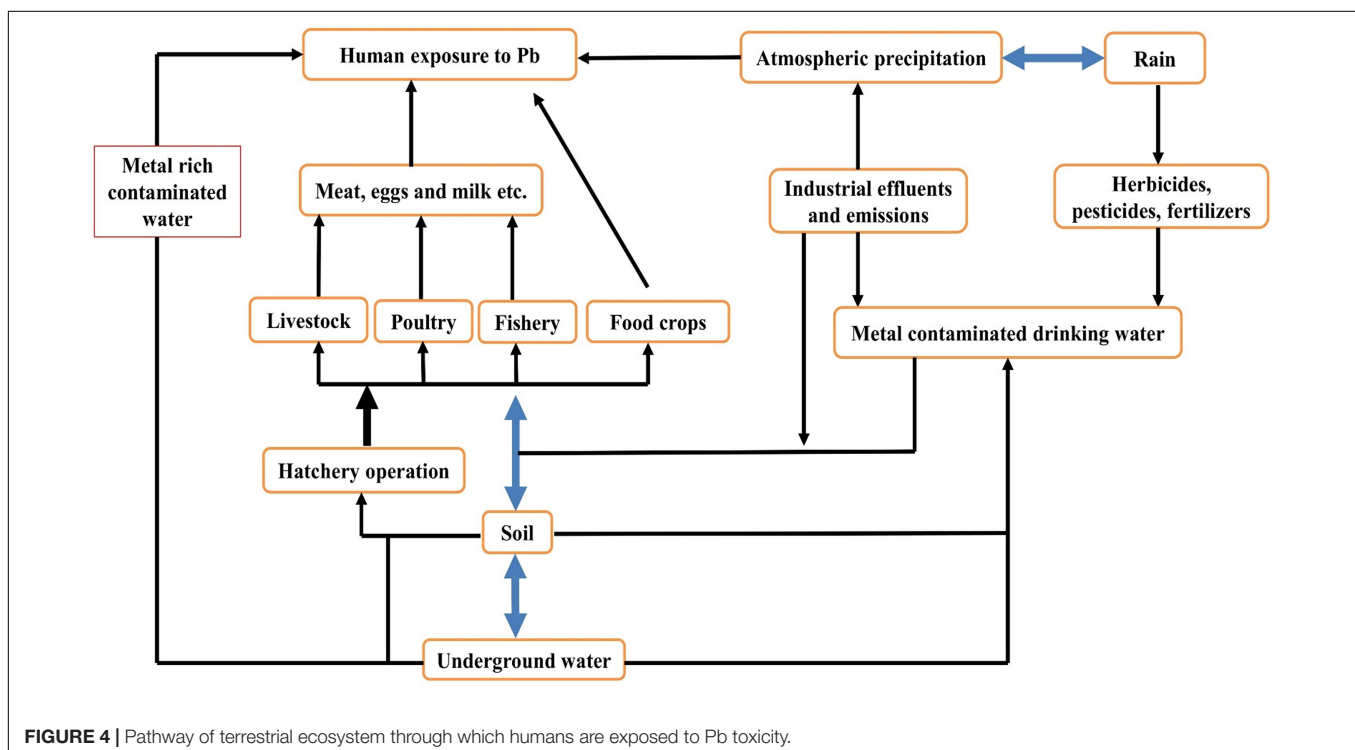 Human exposure to Pb
Atmospheric precipitation
Rain
Metal rich
contaminated
water
Meat, eggs and milk etc.
Industrial effluents
and emissions
Herbicides,
pesticides, fertilizers
Livestock
Poultry
Fishery
Food crops
Metal contaminated drinking water
Hatchery operation
Soil
Underground water
FIGURE 4 | Pathway of terrestrial ecosystem through which humans are exposed to Pb toxicity.